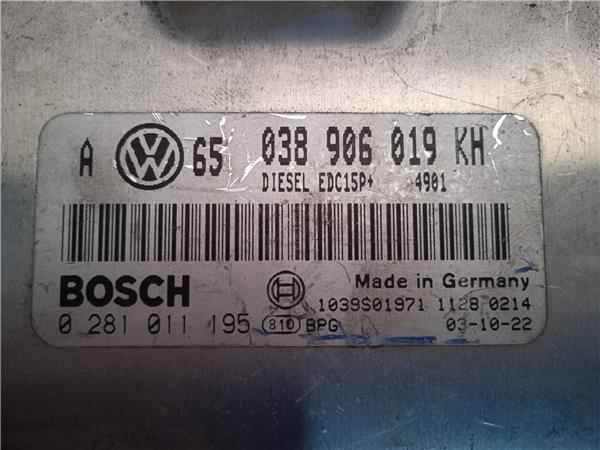 A VW 65 038 906 019 KH
DIESEL EDC15P+ 4901
BOSCH Made in Germany
1039S01971 1128 0214
0 281 011 195 810 BPG 03-10-22